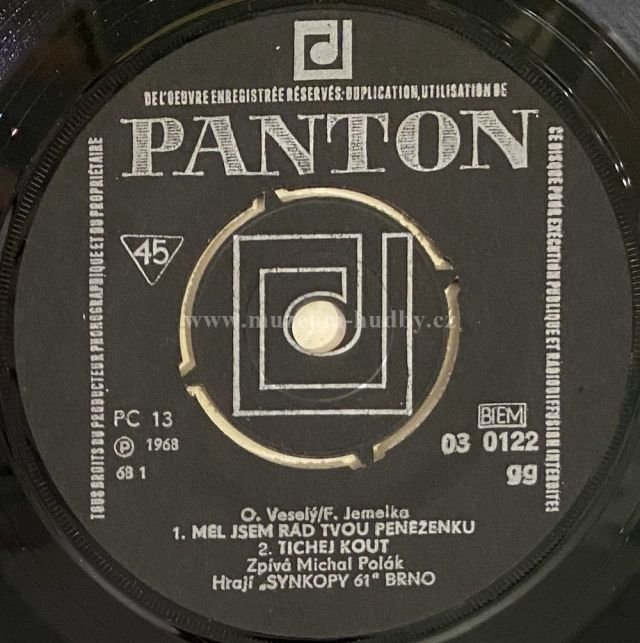 DE L'OEUVRE ENREGISTRÉE RÉSERVÉS·DUPLICATION, UTILISATION DE
PANTON
TOUS DROITS DU PRODUCTEUR PHONOGRAPHIQUE ET DU PROPRIÉTAIRE
CE DISQUE POUR EXÉCUTION PUBLIQUE ET RADIODIFFUSION INTERDITES
45
www.muzeum-hudby.cz
PC 13
℗ 1968
68 1
BIEM
03 0122
gg
O. Veselý/F. Jemelka
1. MĚL JSEM RÁD TVOU PENĚŽENKU
2. TICHEJ KOUT
Zpívá Michal Polák
Hrají „SYNKOPY 61“ BRNO